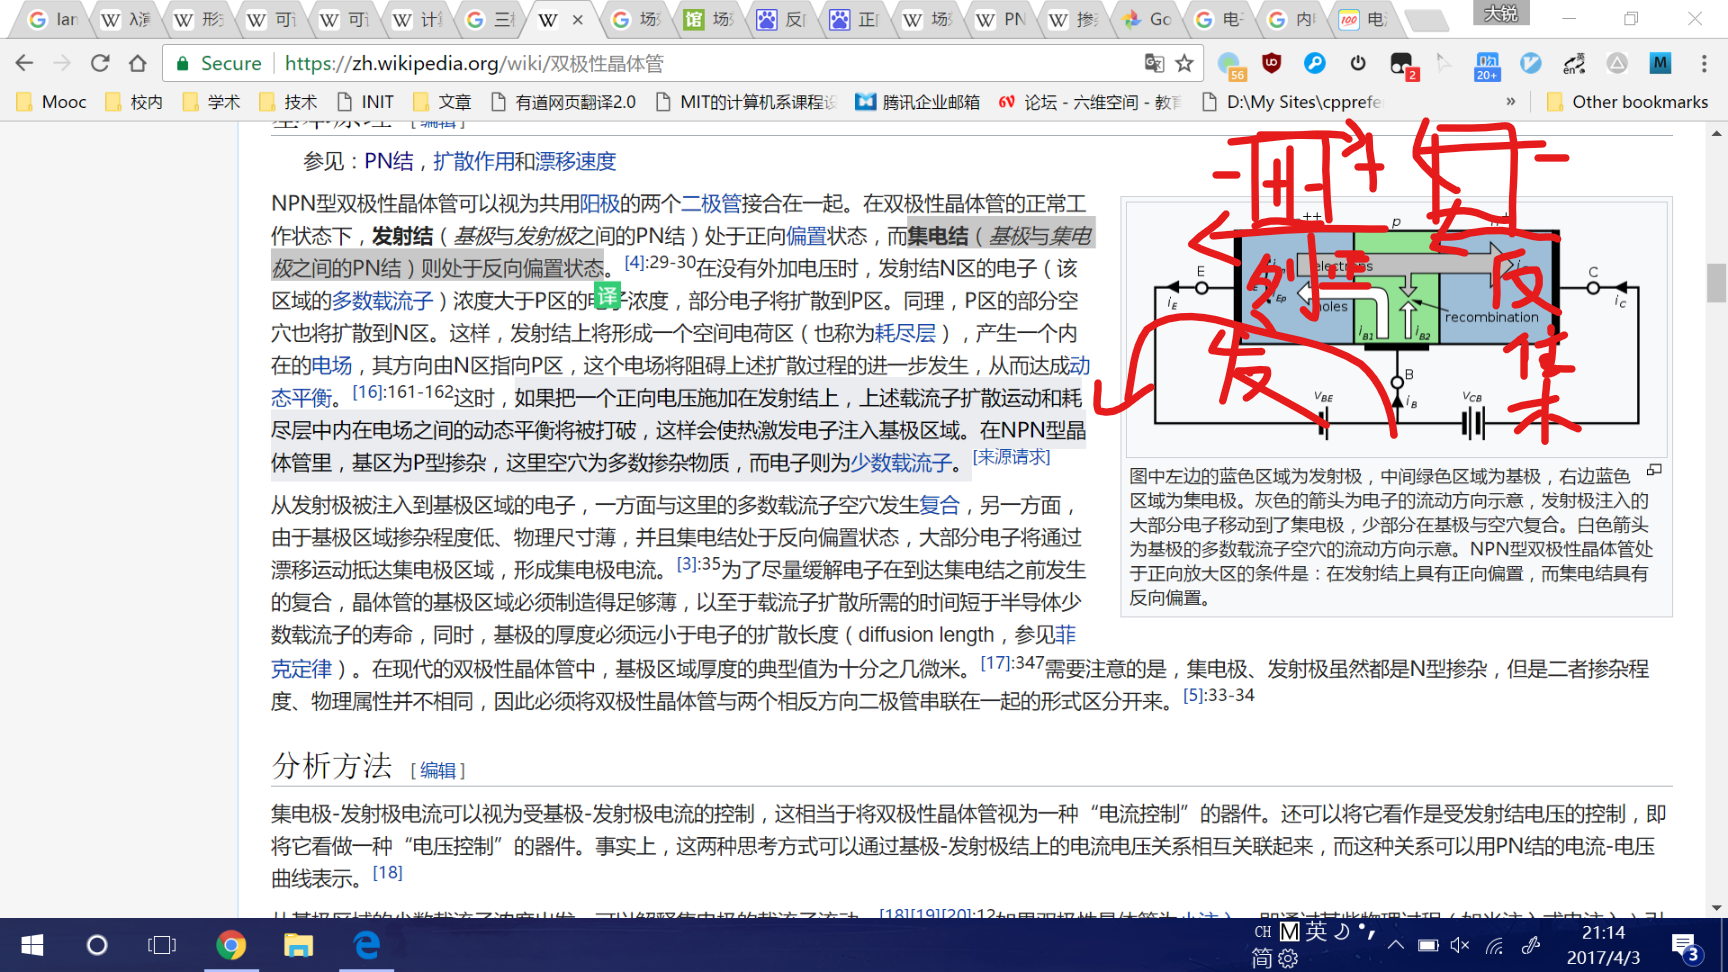 lar
λ演
形式
计算
大锐
Secure
https://zh.wikipedia.org/wiki/双极性晶体管
56
2
20+
en
M
Mooc
校内
学术
技术
INIT
文章
有道网页翻译2.0
MIT的计算机系课程
腾讯企业邮箱
论坛 - 六维空间 - 教育
D:\My Sites\cpprefe
»
Other bookmarks
基本原理 [编辑]
参见：PN结，扩散作用和漂移速度
NPN型双极性晶体管可以视为共用阳极的两个二极管接合在一起。在双极性晶体管的正常工
作状态下，发射结（基极与发射极之间的PN结）处于正向偏置状态，而集电结（基极与集电
极之间的PN结）则处于反向偏置状态。[4]:29-30在没有外加电压时，发射结N区的电子（该
区域的多数载流子）浓度大于P区的电子浓度，部分电子将扩散到P区。同理，P区的部分空
译
穴也将扩散到N区。这样，发射结上将形成一个空间电荷区（也称为耗尽层），产生一个内
在的电场，其方向由N区指向P区，这个电场将阻碍上述扩散过程的进一步发生，从而达成动
态平衡。[16]:161-162这时，如果把一个正向电压施加在发射结上，上述载流子扩散运动和耗
尽层中内在电场之间的动态平衡将被打破，这样会使热激发电子注入基极区域。在NPN型晶
体管里，基区为P型掺杂，这里空穴为多数掺杂物质，而电子则为少数载流子。[来源请求]
从发射极被注入到基极区域的电子，一方面与这里的多数载流子空穴发生复合，另一方面，
由于基极区域掺杂程度低、物理尺寸薄，并且集电结处于反向偏置状态，大部分电子将通过
漂移运动抵达集电极区域，形成集电极电流。[3]:35为了尽量缓解电子在到达集电结之前发生
的复合，晶体管的基极区域必须制造得足够薄，以至于载流子扩散所需的时间短于半导体少
数载流子的寿命，同时，基极的厚度必须远小于电子的扩散长度（diffusion length，参见菲
克定律）。在现代的双极性晶体管中，基极区域厚度的典型值为十分之几微米。[17]:347需要注意的是，集电极、发射极虽然都是N型掺杂，但是二者掺杂程
度、物理属性并不相同，因此必须将双极性晶体管与两个相反方向二极管串联在一起的形式区分开来。[5]:33-34
++
p
electrons
holes
recombination
E
C
B
iE
iEp
iC
iB1
iB2
iB
VBE
VCB
反
发
图中左边的蓝色区域为发射极，中间绿色区域为基极，右边蓝色
区域为集电极。灰色的箭头为电子的流动方向示意，发射极注入的
大部分电子移动到了集电极，少部分在基极与空穴复合。白色箭头
为基极的多数载流子空穴的流动方向示意。NPN型双极性晶体管处
于正向放大区的条件是：在发射结上具有正向偏置，而集电结具有
反向偏置。
分析方法 [编辑]
集电极-发射极电流可以视为受基极-发射极电流的控制，这相当于将双极性晶体管视为一种“电流控制”的器件。还可以将它看作是受发射结电压的控制，即
将它看做一种“电压控制”的器件。事实上，这两种思考方式可以通过基极-发射极结上的电流电压关系相互关联起来，而这种关系可以用PN结的电流-电压
曲线表示。[18]
[18][19][20]:12
CH M 英
简
21:14
2017/4/3
3